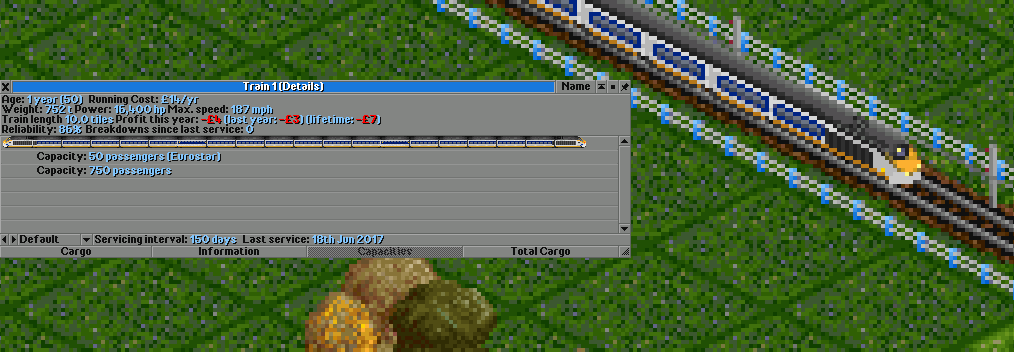 X Train 1 (Details) Name
Age: 1 year (50) Running Cost: £14/yr
Weight: 752 t Power: 16,400 hp Max. speed: 187 mph
Train length 10.0 tiles Profit this year: -£4 (last year: -£3) (lifetime: -£7)
Reliability: 86% Breakdowns since last service: 0
Capacity: 50 passengers (Eurostar)
Capacity: 750 passengers
Default Servicing interval: 150 days Last service: 18th Jun 2017
Cargo Information Capacities Total Cargo